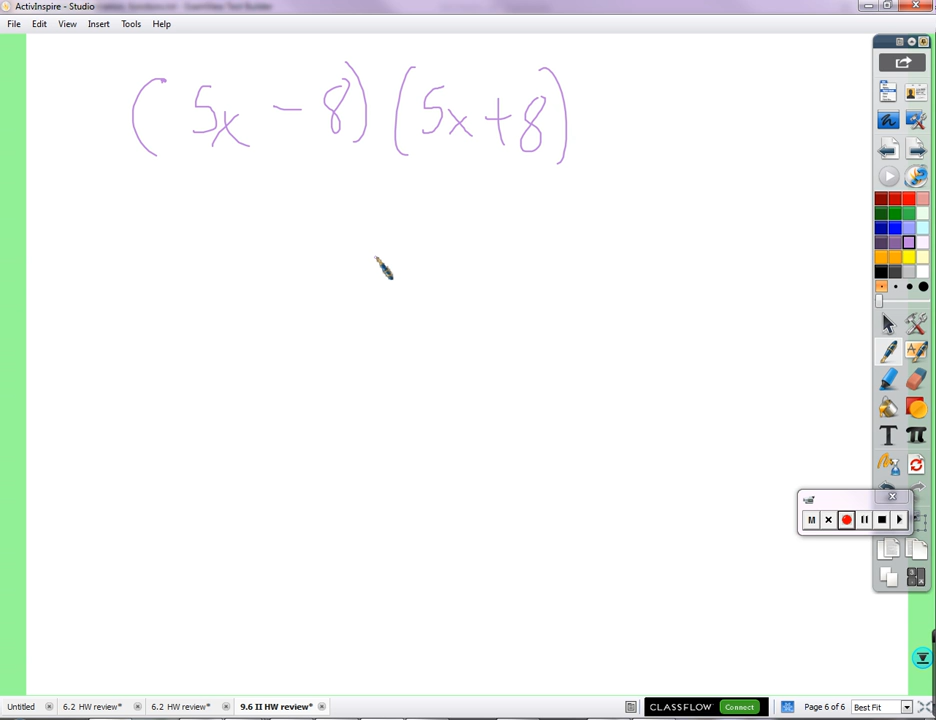 ActivInspire - Studio
File Edit View Insert Tools Help
(5x - 8)(5x + 8)
M
Untitled 6.2 HW review* 6.2 HW review* 9.6 II HW review* CLASSFLOW Connect Page 6 of 6 Best Fit